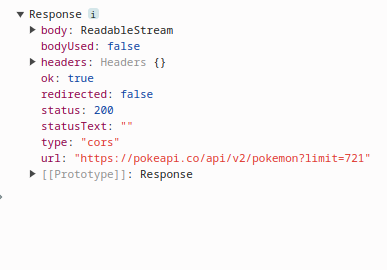 Response i
body: ReadableStream
bodyUsed: false
headers: Headers {}
ok: true
redirected: false
status: 200
statusText: ""
type: "cors"
url: "https://pokeapi.co/api/v2/pokemon?limit=721"
[[Prototype]]: Response